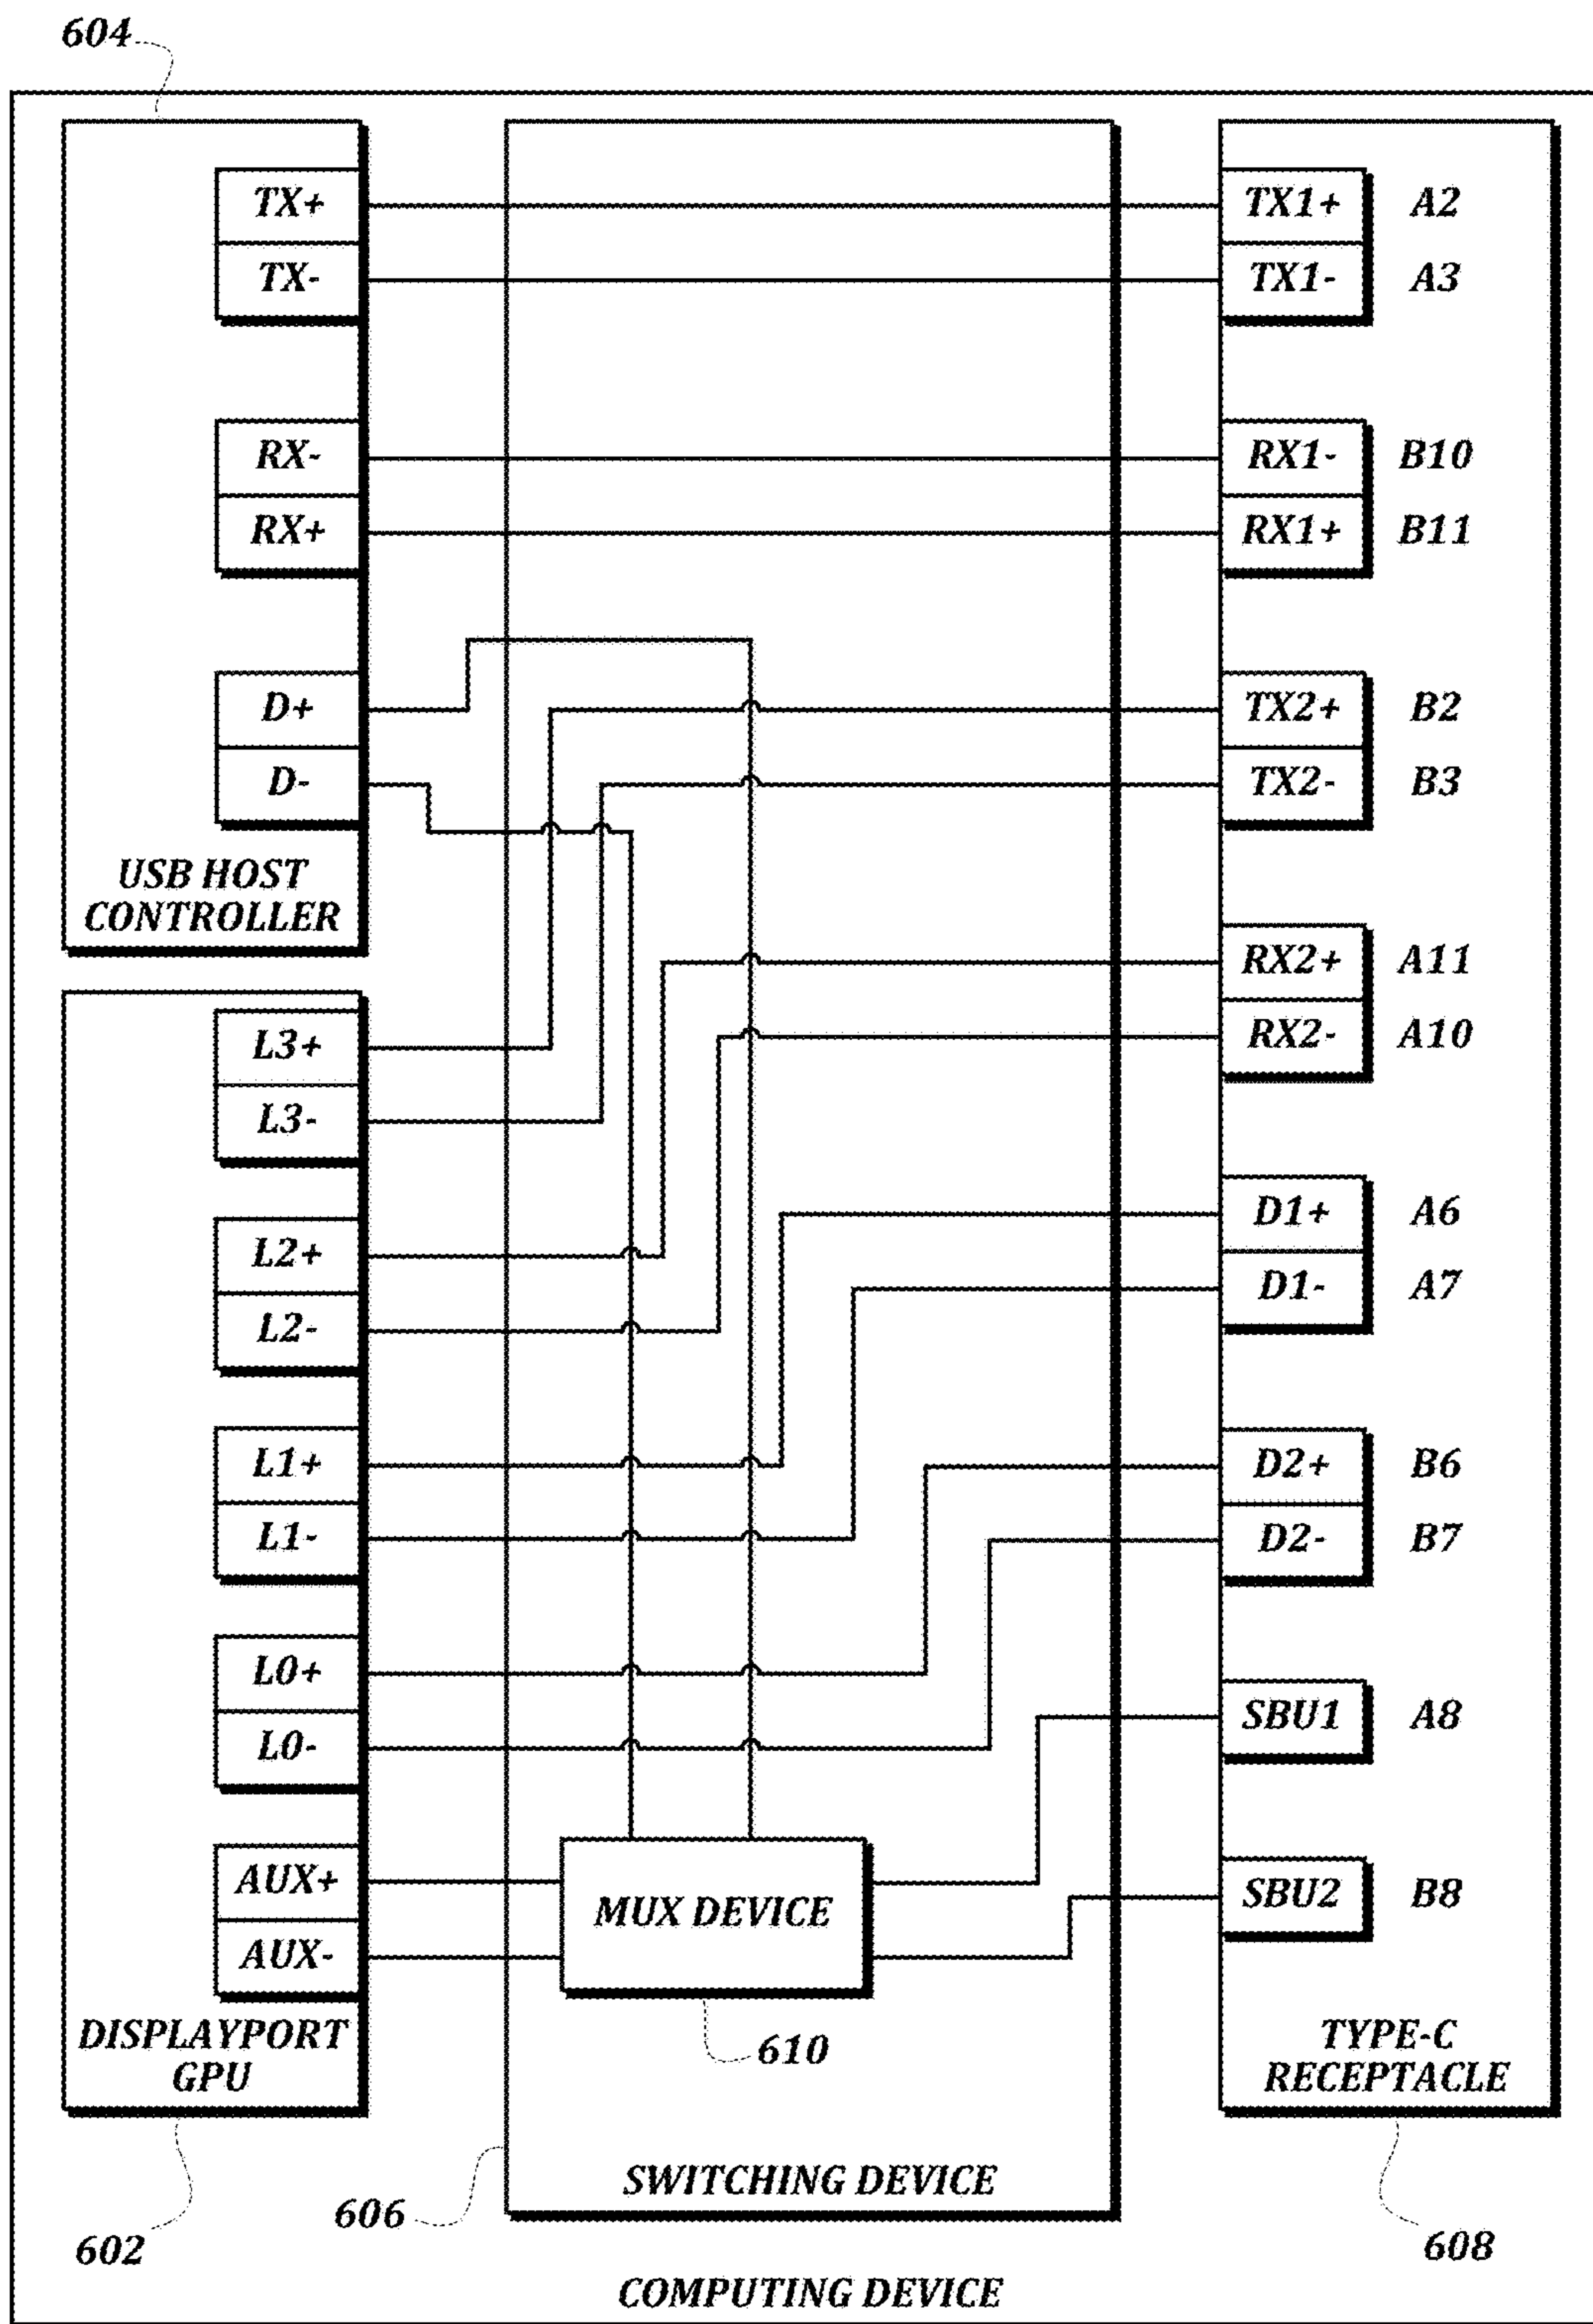 604
TX+
TX1+ A2
TX-
TX1- A3
RX-
RX1- B10
RX+
RX1+ B11
D+
TX2+ B2
D-
TX2- B3
USB HOST
CONTROLLER
RX2+ A11
L3+
RX2- A10
L3-
D1+ A6
L2+
D1- A7
L2-
L1+
D2+ B6
L1-
D2- B7
L0+
SBU1 A8
L0-
AUX+
SBU2 B8
MUX DEVICE
AUX-
DISPLAYPORT
GPU
610
TYPE-C
RECEPTACLE
SWITCHING DEVICE
606
602
608
COMPUTING DEVICE